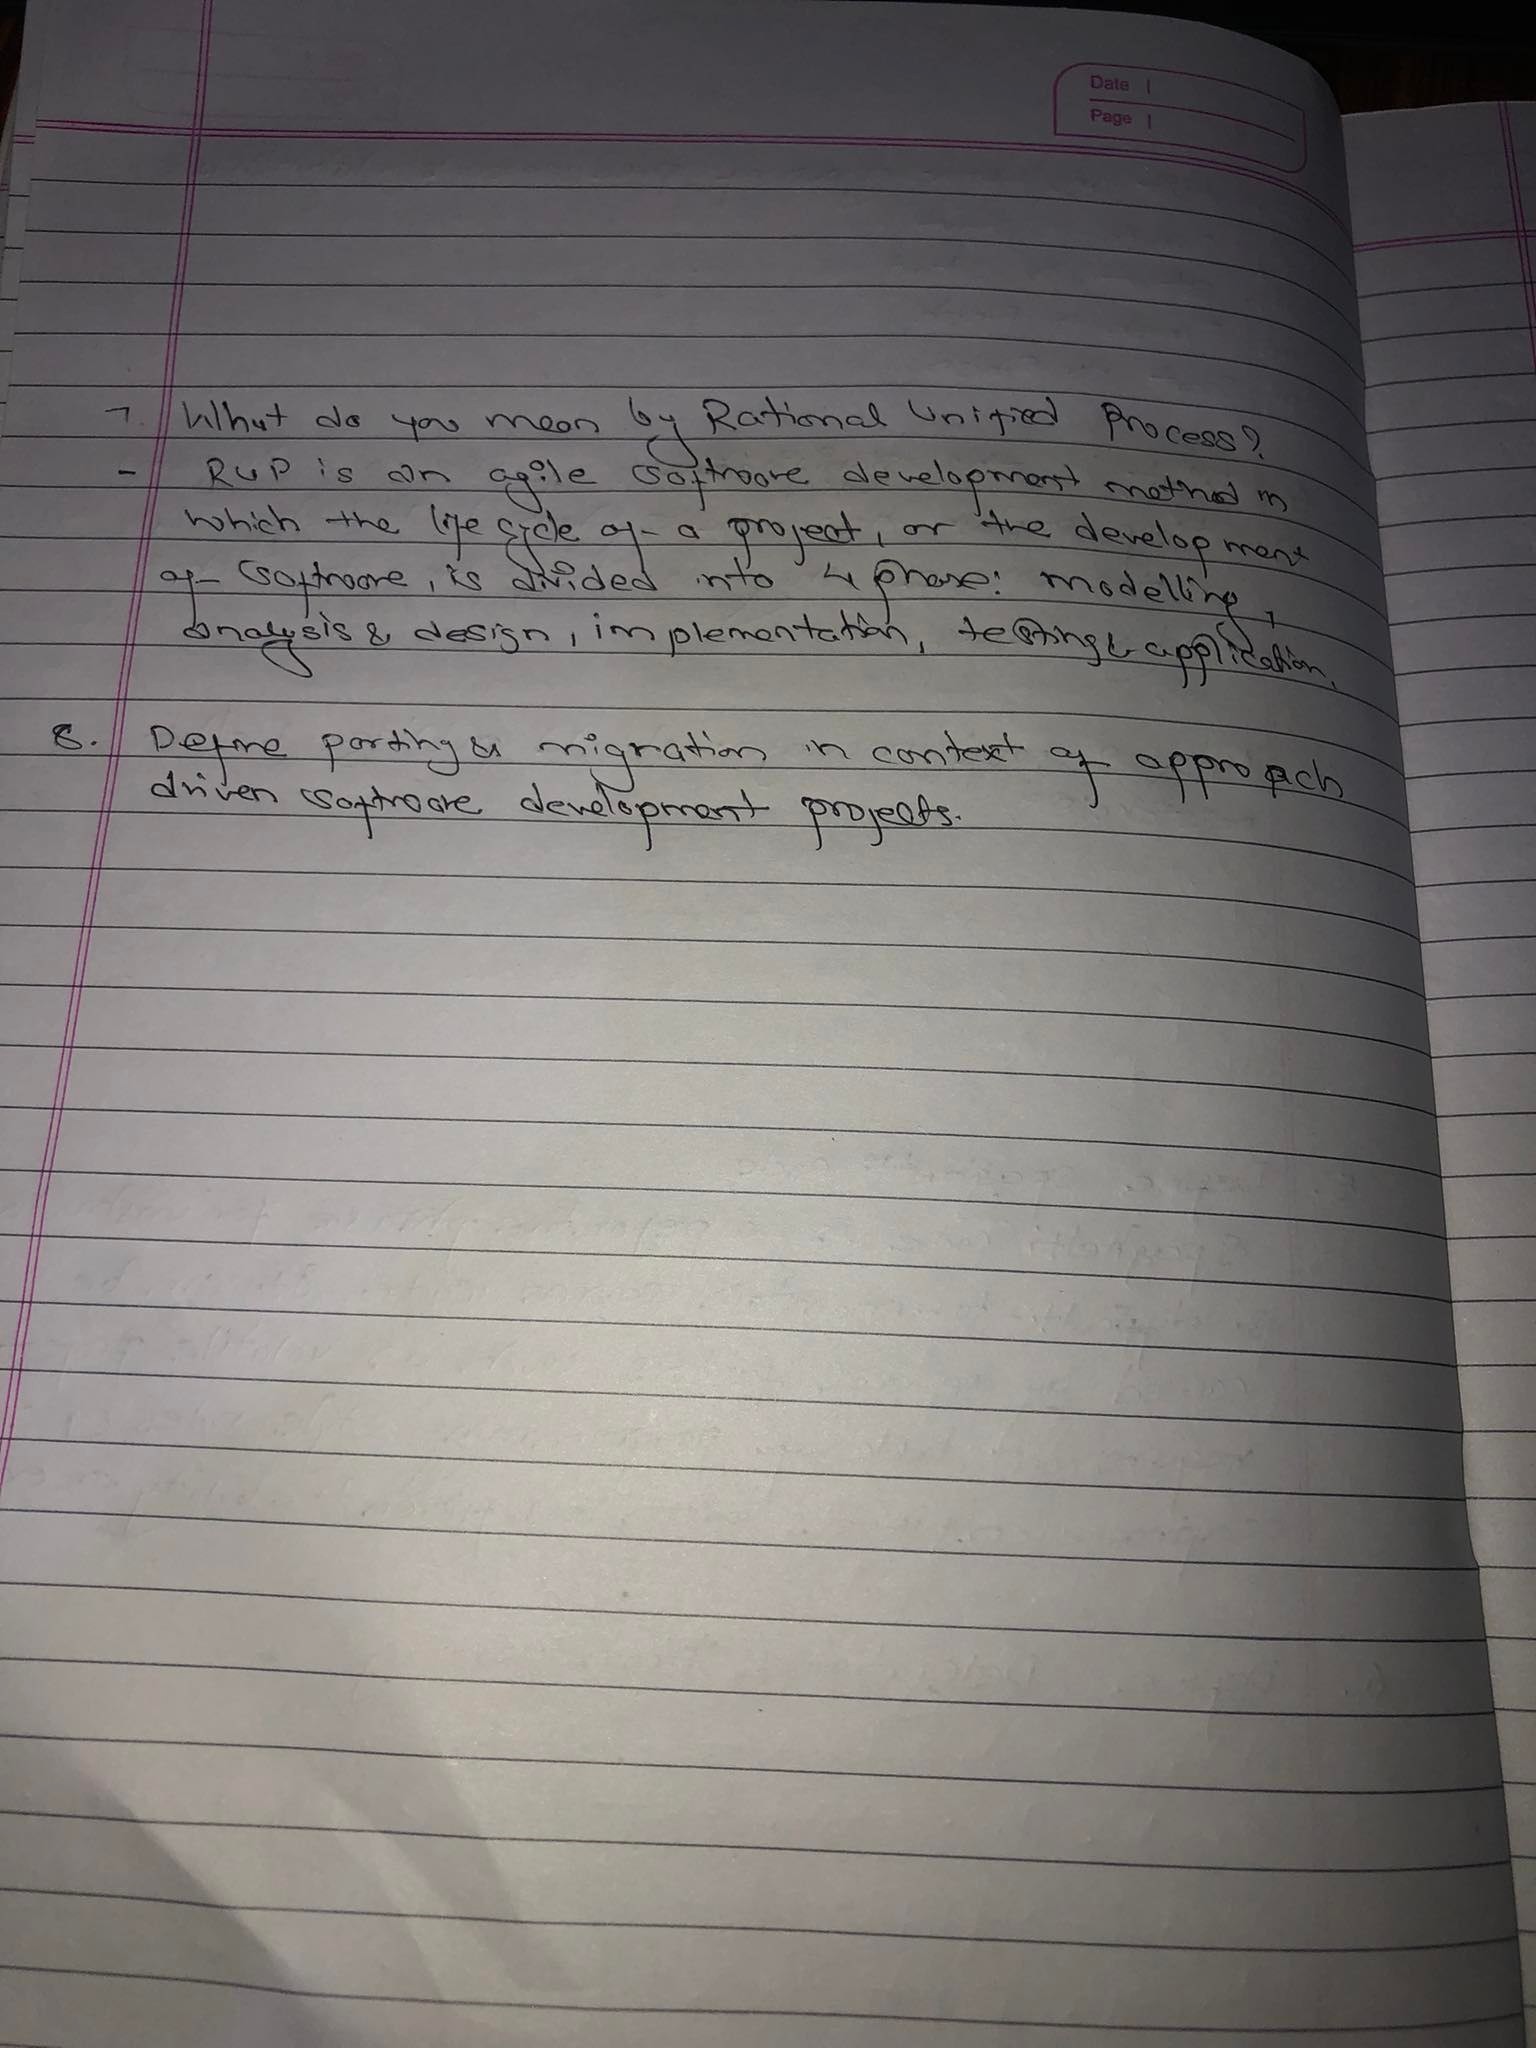 Date
Page
7. What do you mean by Rational Unified Process?
- RUP is an agile software development method in
which the life cycle of a project, or the development
of software, is divided into 4 phase: modelling,
analysis & design, implementation, testing & application.
8. Define porting & migration in context of approach
driven software development projects.